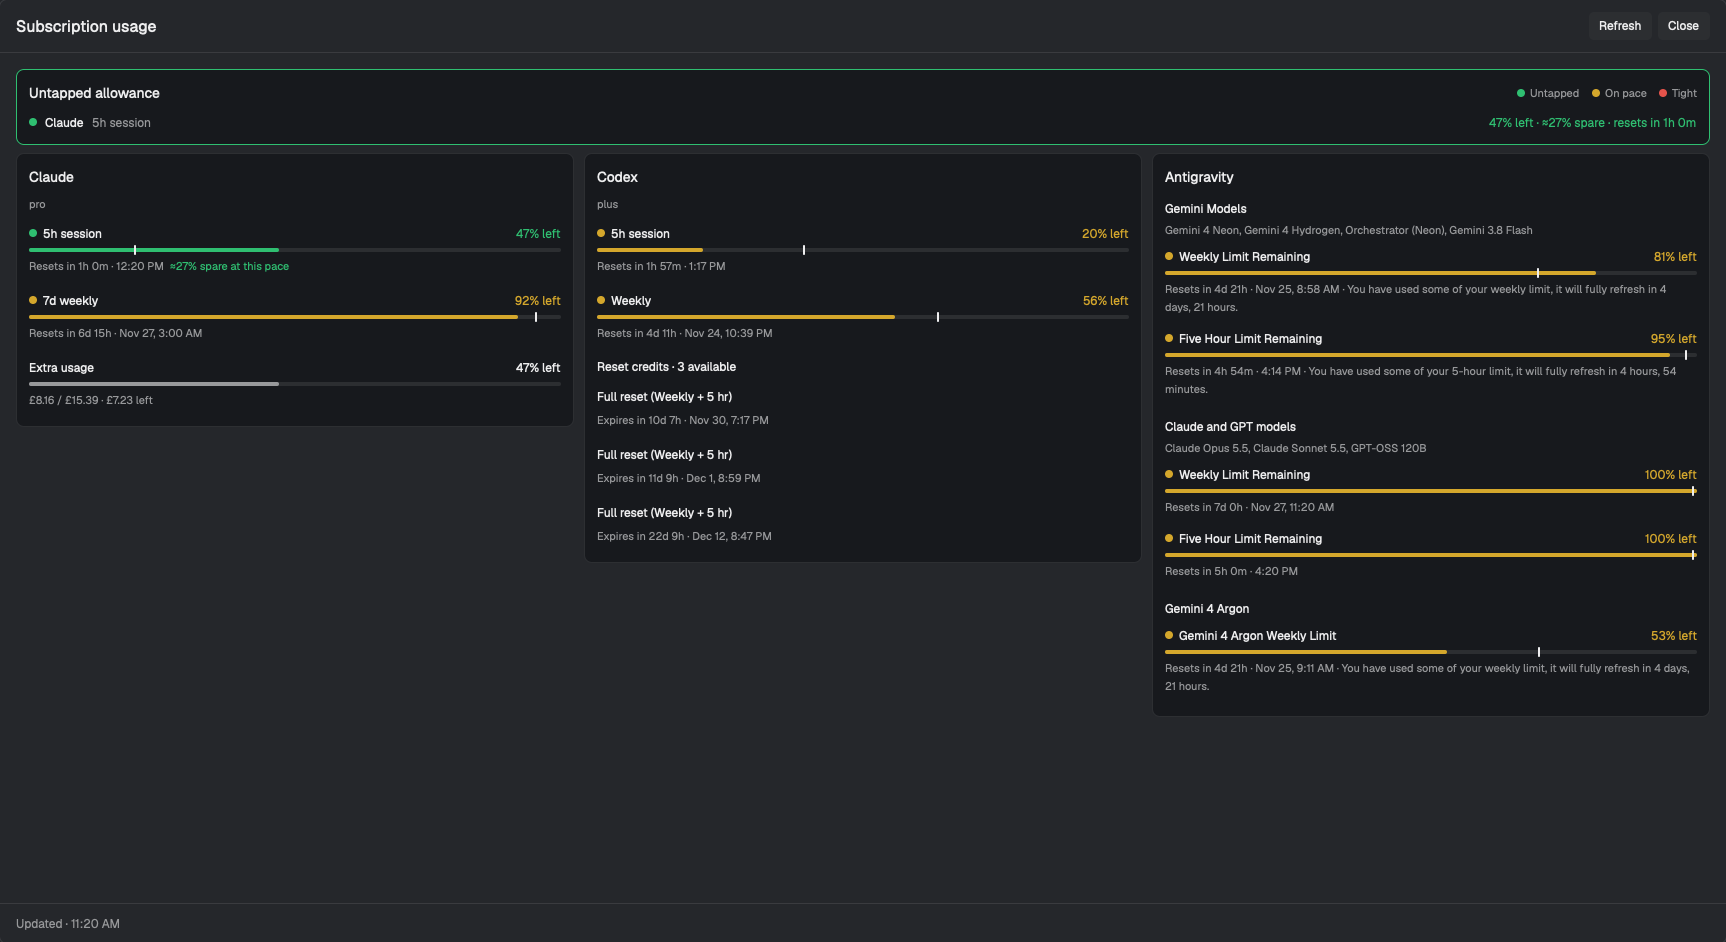 Subscription usage
Refresh
Close
Untapped allowance
Untapped
On pace
Tight
Claude 5h session
47% left · ≈27% spare · resets in 1h 0m
Claude
pro
5h session
47% left
Resets in 1h 0m · 12:20 PM ≈27% spare at this pace
7d weekly
92% left
Resets in 6d 15h · Nov 27, 3:00 AM
Extra usage
47% left
£8.16 / £15.39 · £7.23 left
Codex
plus
5h session
20% left
Resets in 1h 57m · 1:17 PM
Weekly
56% left
Resets in 4d 11h · Nov 24, 10:39 PM
Reset credits · 3 available
Full reset (Weekly + 5 hr)
Expires in 10d 7h · Nov 30, 7:17 PM
Full reset (Weekly + 5 hr)
Expires in 11d 9h · Dec 1, 8:59 PM
Full reset (Weekly + 5 hr)
Expires in 22d 9h · Dec 12, 8:47 PM
Antigravity
Gemini Models
Gemini 4 Neon, Gemini 4 Hydrogen, Orchestrator (Neon), Gemini 3.8 Flash
Weekly Limit Remaining
81% left
Resets in 4d 21h · Nov 25, 8:58 AM · You have used some of your weekly limit, it will fully refresh in 4
days, 21 hours.
Five Hour Limit Remaining
95% left
Resets in 4h 54m · 4:14 PM · You have used some of your 5-hour limit, it will fully refresh in 4 hours, 54
minutes.
Claude and GPT models
Claude Opus 5.5, Claude Sonnet 5.5, GPT-OSS 120B
Weekly Limit Remaining
100% left
Resets in 7d 0h · Nov 27, 11:20 AM
Five Hour Limit Remaining
100% left
Resets in 5h 0m · 4:20 PM
Gemini 4 Argon
Gemini 4 Argon Weekly Limit
53% left
Resets in 4d 21h · Nov 25, 9:11 AM · You have used some of your weekly limit, it will fully refresh in 4 days,
21 hours.
Updated · 11:20 AM